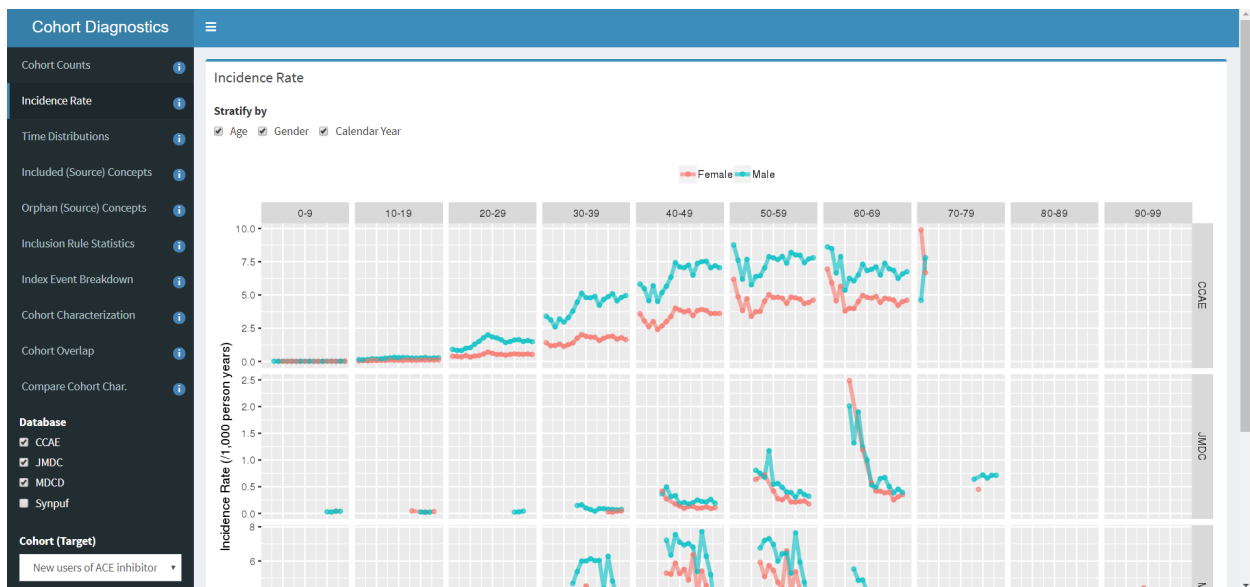 Cohort Diagnostics
Cohort Counts
Incidence Rate
Time Distributions
Included (Source) Concepts
Orphan (Source) Concepts
Inclusion Rule Statistics
Index Event Breakdown
Cohort Characterization
Cohort Overlap
Compare Cohort Char.
Database
CCAE
JMDC
MDCD
Synpuf
Cohort (Target)
New users of ACE inhibitor
Incidence Rate
Stratify by
Age Gender Calendar Year
Female Male
0-9 10-19 20-29 30-39 40-49 50-59 60-69 70-79 80-89 90-99
Incidence Rate (/1,000 person years)
10.0
7.5
5.0
2.5
0.0
CCAE
2.5
2.0
1.5
1.0
0.5
0.0
JMDC
8
6